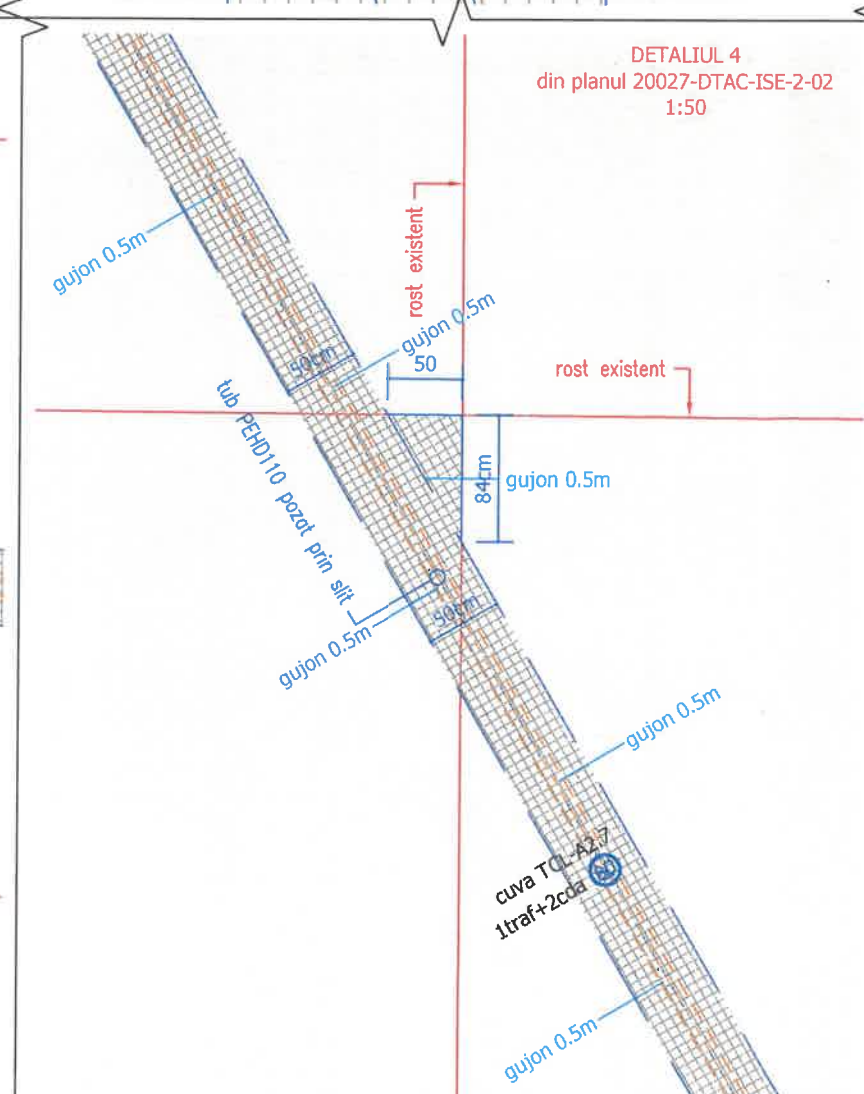 DETALIUL 4
din planul 20027-DTAC-ISE-2-02
1:50
rost existent
gujon 0.5m
gujon 0.5m
50
50cm
rost existent
tub PEHD110 pozat prin slit
84cm
gujon 0.5m
50cm
gujon 0.5m
gujon 0.5m
cuva TCL-A2.7
1traf+2cda
60
gujon 0.5m